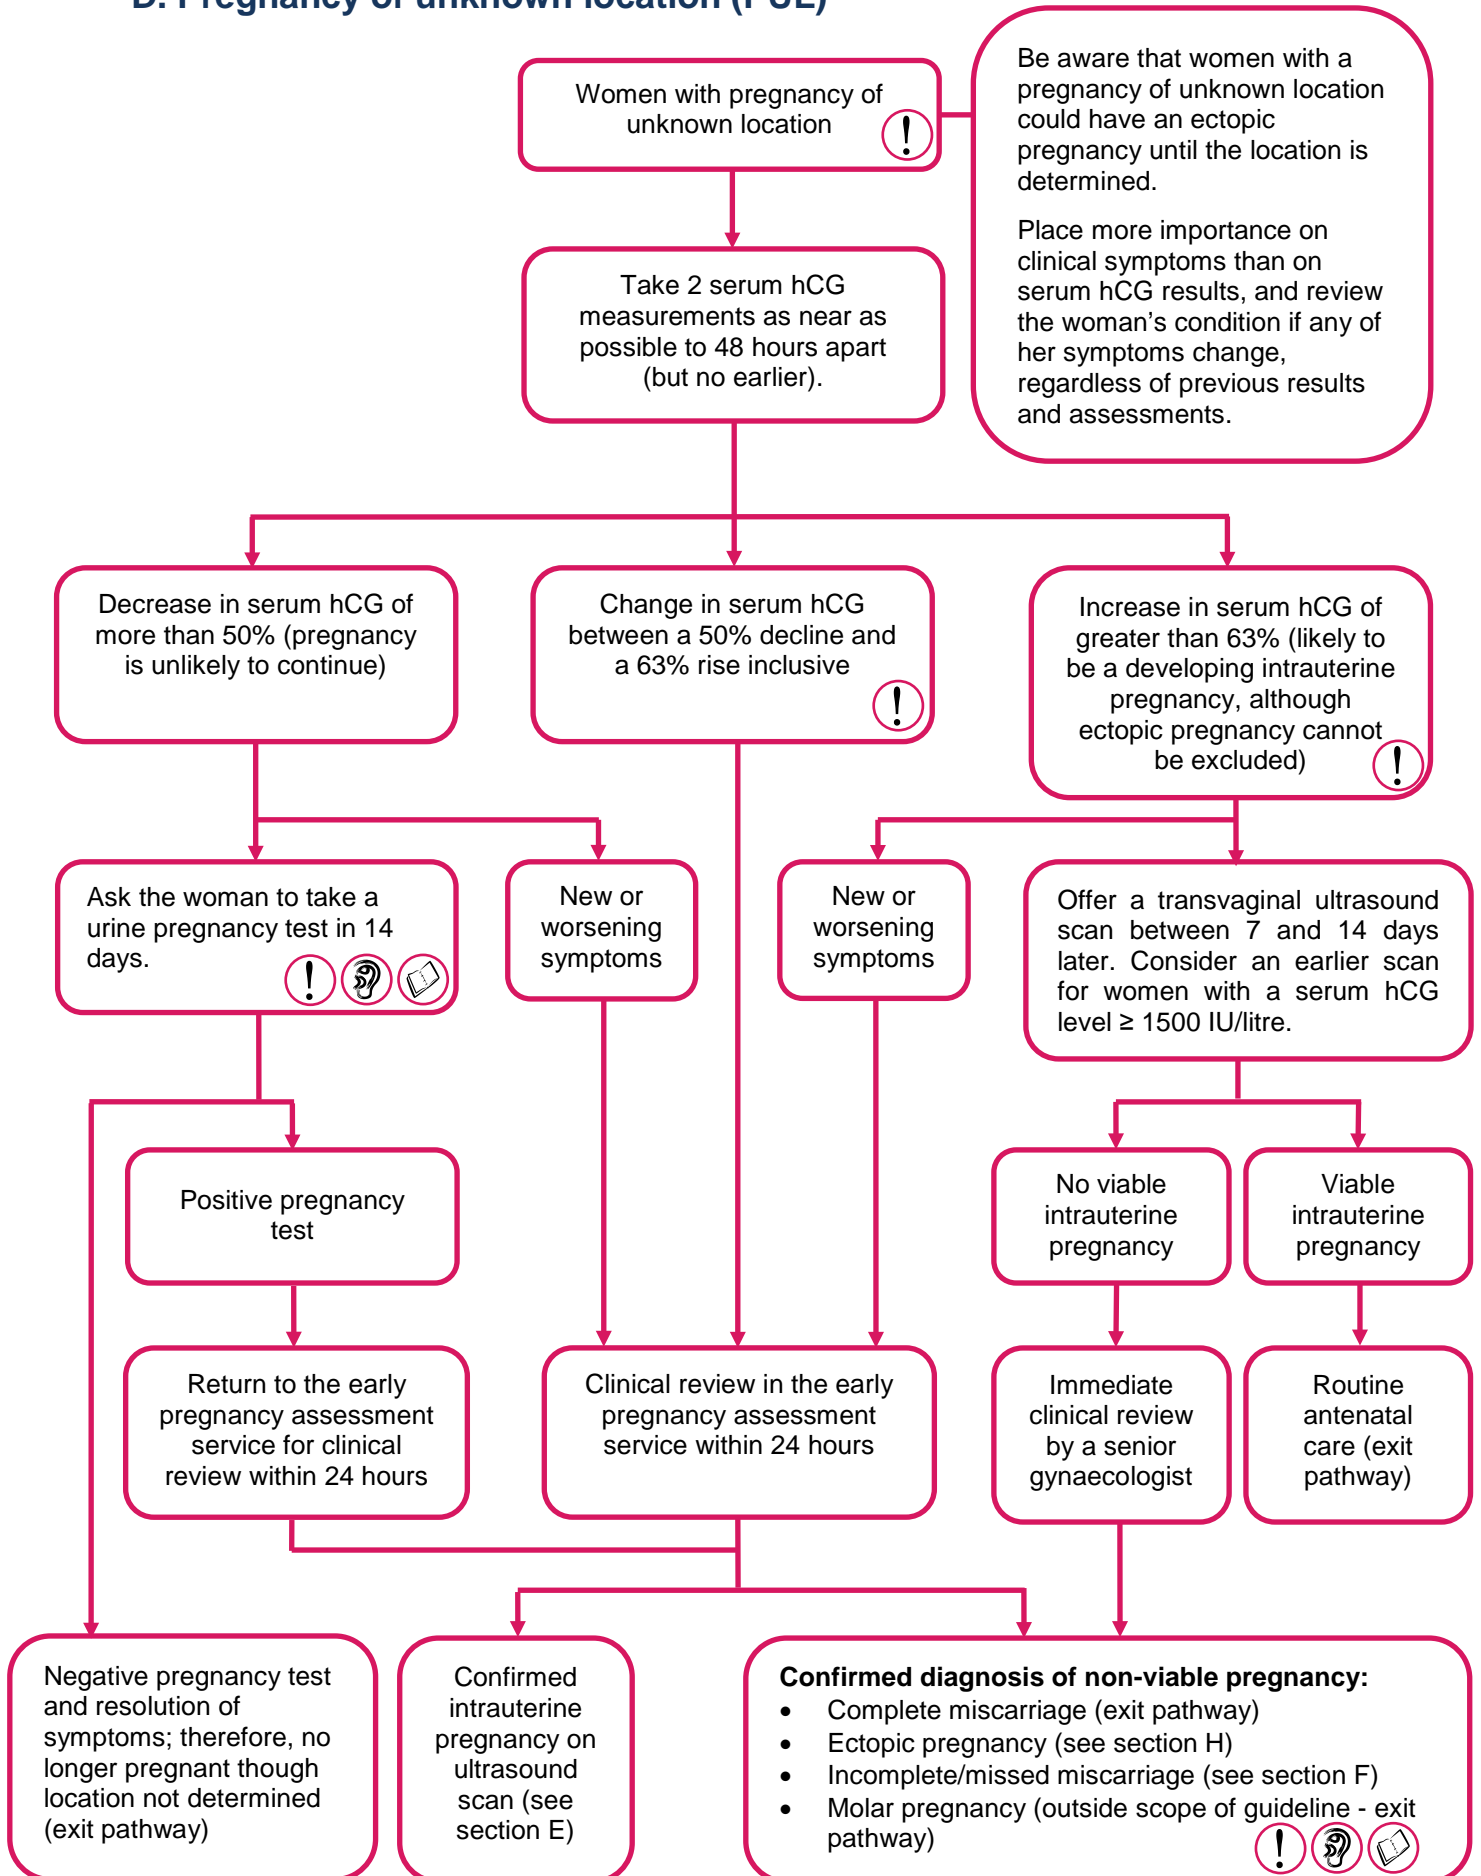 D. Pregnancy of unknown location (PUL)
Women with pregnancy of
unknown location
!
Be aware that women with a
pregnancy of unknown location
could have an ectopic
pregnancy until the location is
determined.
Place more importance on
clinical symptoms than on
serum hCG results, and review
the woman's condition if any of
her symptoms change,
regardless of previous results
and assessments.
Take 2 serum hCG
measurements as near as
possible to 48 hours apart
(but no earlier).
Decrease in serum hCG of
more than 50% (pregnancy
is unlikely to continue)
Change in serum hCG
between a 50% decline and
a 63% rise inclusive
!
Increase in serum hCG of
greater than 63% (likely to
be a developing intrauterine
pregnancy, although
ectopic pregnancy cannot
be excluded)
!
Ask the woman to take a
urine pregnancy test in 14
days.
!
New or
worsening
symptoms
New or
worsening
symptoms
Offer a transvaginal ultrasound
scan between 7 and 14 days
later. Consider an earlier scan
for women with a serum hCG
level ≥ 1500 IU/litre.
Positive pregnancy
test
No viable
intrauterine
pregnancy
Viable
intrauterine
pregnancy
Return to the early
pregnancy assessment
service for clinical
review within 24 hours
Clinical review in the early
pregnancy assessment
service within 24 hours
Immediate
clinical review
by a senior
gynaecologist
Routine
antenatal
care (exit
pathway)
Negative pregnancy test
and resolution of
symptoms; therefore, no
longer pregnant though
location not determined
(exit pathway)
Confirmed
intrauterine
pregnancy on
ultrasound
scan (see
section E)
Confirmed diagnosis of non-viable pregnancy:
• Complete miscarriage (exit pathway)
• Ectopic pregnancy (see section H)
• Incomplete/missed miscarriage (see section F)
• Molar pregnancy (outside scope of guideline - exit
pathway)
!